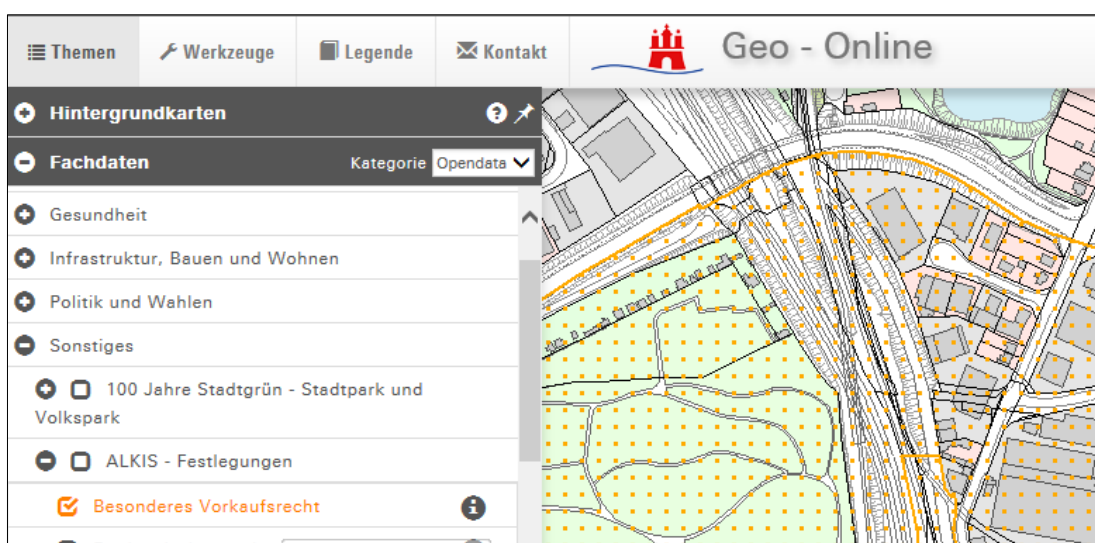 Themen Werkzeuge Legende Kontakt Geo - Online
Hintergrundkarten
Fachdaten Kategorie Opendata
Gesundheit
Infrastruktur, Bauen und Wohnen
Politik und Wahlen
Sonstiges
100 Jahre Stadtgrün - Stadtpark und
Volkspark
ALKIS - Festlegungen
Besonderes Vorkaufsrecht